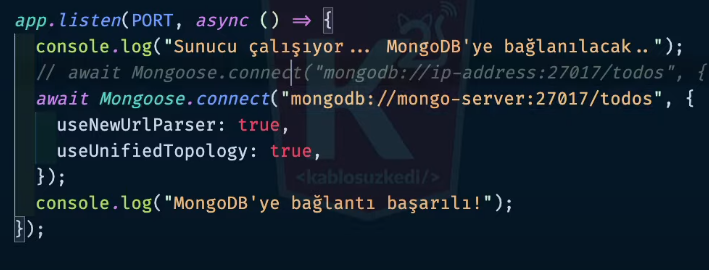 app.listen(PORT, async () => {
console.log("Sunucu çalışıyor... MongoDB'ye bağlanılacak..");
// await Mongoose.connect("mongodb://ip-address:27017/todos", {
await Mongoose.connect("mongodb://mongo-server:27017/todos", {
useNewUrlParser: true,
useUnifiedTopology: true,
});
<kablosuzkedi/>
console.log("MongoDB'ye bağlantı başarılı!");
});